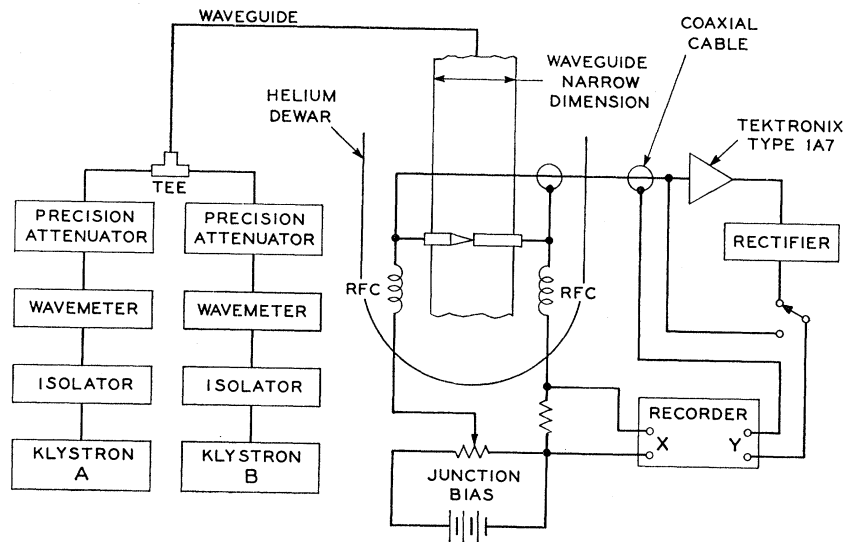 WAVEGUIDE
COAXIAL
CABLE
WAVEGUIDE
NARROW
DIMENSION
HELIUM
DEWAR
TEKTRONIX
TYPE 1A7
TEE
PRECISION
ATTENUATOR
PRECISION
ATTENUATOR
RECTIFIER
RFC
RFC
WAVEMETER
WAVEMETER
ISOLATOR
ISOLATOR
RECORDER
X
Y
KLYSTRON
A
KLYSTRON
B
JUNCTION
BIAS